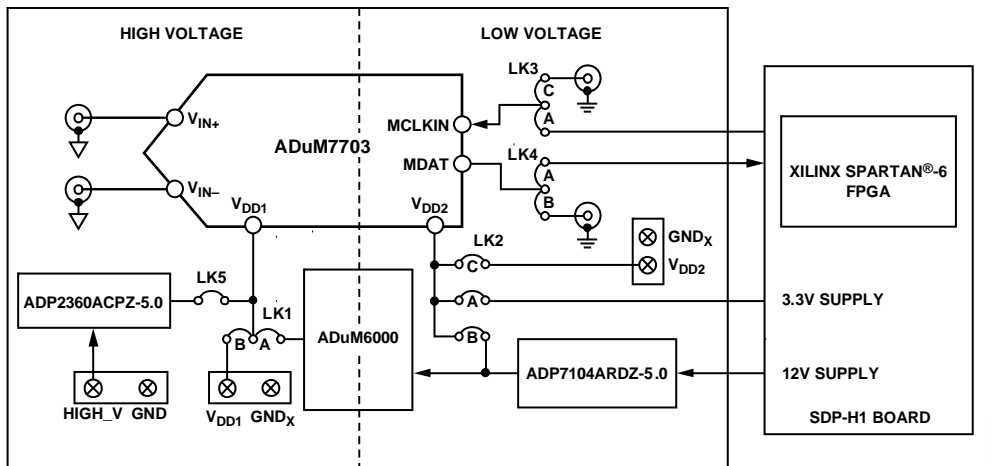 HIGH VOLTAGE
LOW VOLTAGE
LK3
C
A
VIN+
MCLKIN
ADuM7703
MDAT
LK4
A
B
XILINX SPARTAN®-6
FPGA
VIN–
VDD1
VDD2
LK2
C
GNDX
VDD2
LK5
ADP2360ACPZ-5.0
LK1
B
A
ADuM6000
A
3.3V SUPPLY
B
ADP7104ARDZ-5.0
12V SUPPLY
HIGH_V GND
VDD1 GNDX
SDP-H1 BOARD